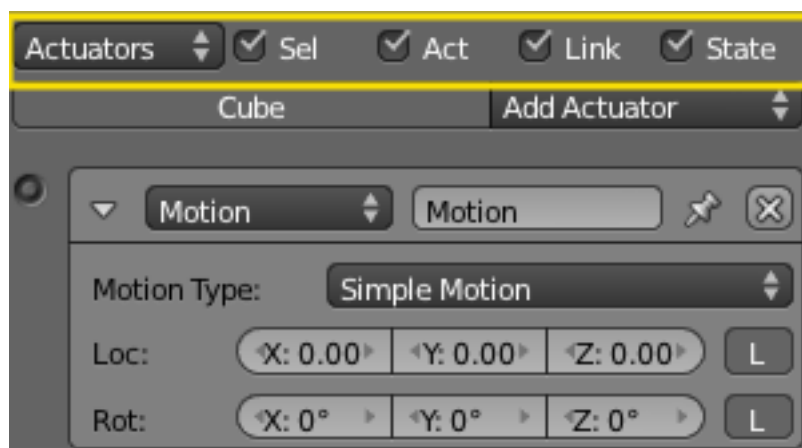 Actuators Sel Act Link State
Cube Add Actuator
Motion Motion
Motion Type: Simple Motion
Loc: X: 0.00 Y: 0.00 Z: 0.00 L
Rot: X: 0° Y: 0° Z: 0° L